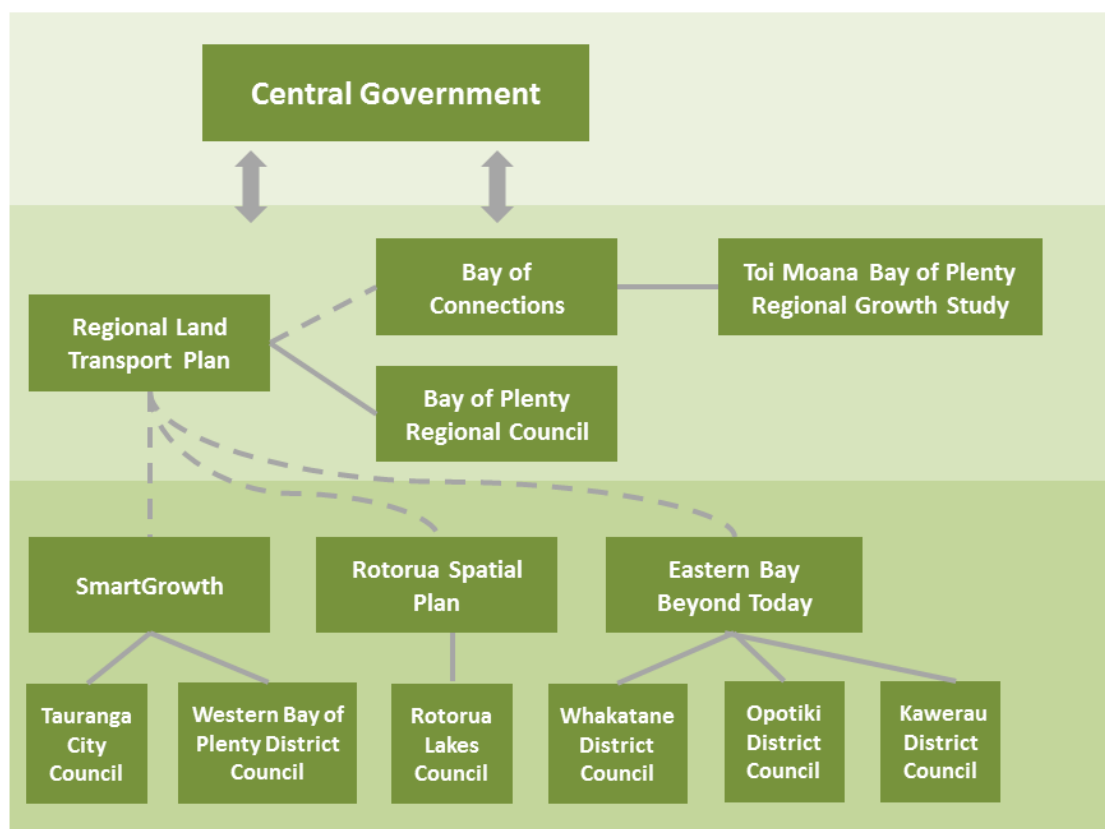 Central Government
Bay of
Connections
Toi Moana Bay of Plenty
Regional Growth Study
Regional Land
Transport Plan
Bay of Plenty
Regional Council
SmartGrowth
Rotorua Spatial
Plan
Eastern Bay
Beyond Today
Tauranga
City
Council
Western Bay of
Plenty District
Council
Rotorua
Lakes
Council
Whakatane
District
Council
Opotiki
District
Council
Kawerau
District
Council